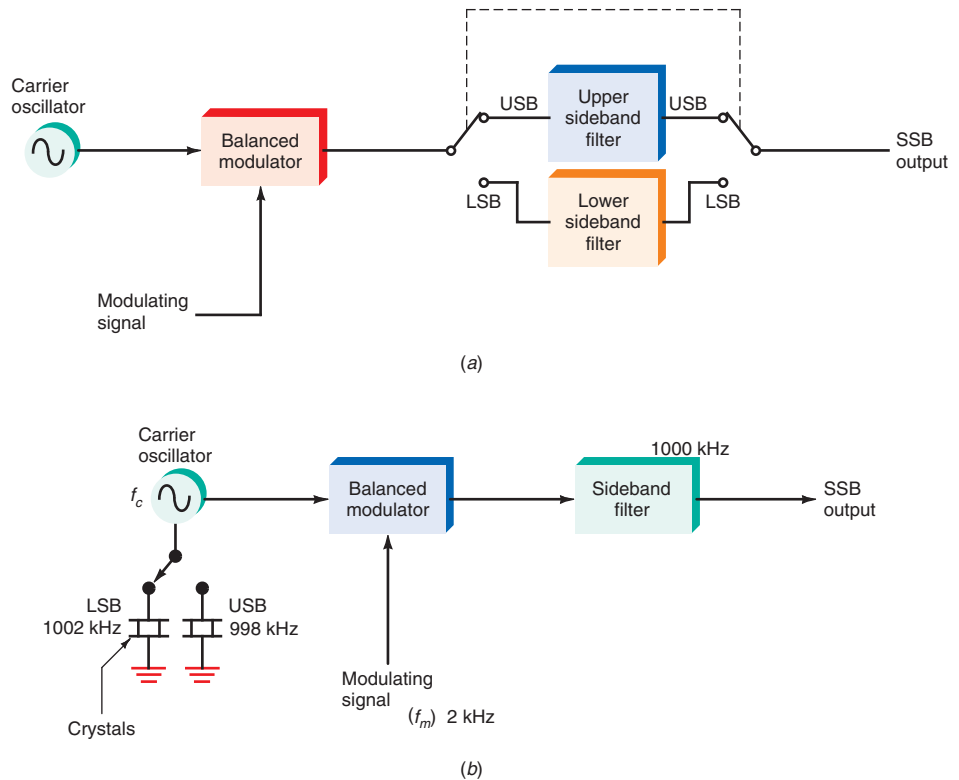 Carrier
oscillator
Balanced
modulator
Modulating
signal
USB
Upper
sideband
filter
USB
LSB
Lower
sideband
filter
LSB
SSB
output
(a)
Carrier
oscillator
fc
LSB
1002 kHz
USB
998 kHz
Crystals
Balanced
modulator
Modulating
signal
(fm) 2 kHz
1000 kHz
Sideband
filter
SSB
output
(b)